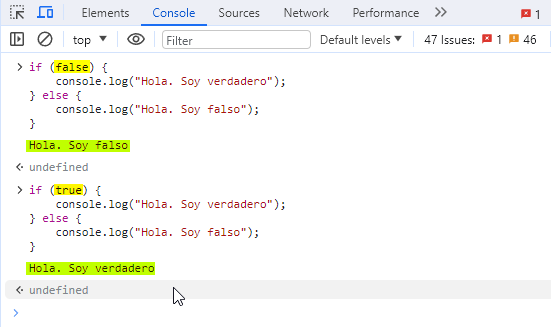 Elements Console Sources Network Performance 1
top Filter Default levels 47 Issues: 1 46
if (false) {
console.log("Hola. Soy verdadero");
} else {
console.log("Hola. Soy falso");
}
Hola. Soy falso
undefined
if (true) {
console.log("Hola. Soy verdadero");
} else {
console.log("Hola. Soy falso");
}
Hola. Soy verdadero
undefined